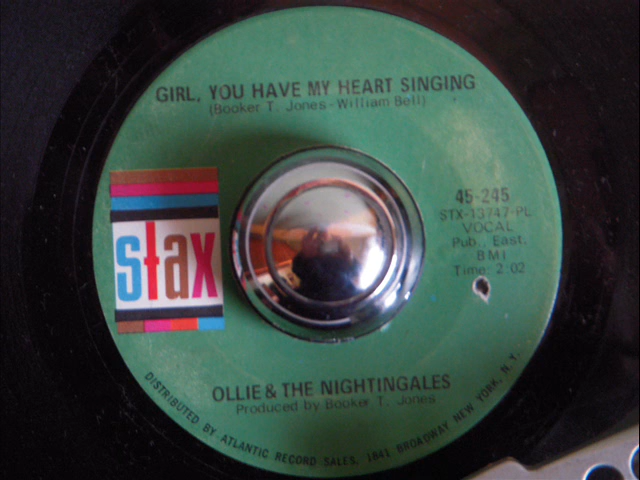 GIRL, YOU HAVE MY HEART SINGING
(Booker T. Jones-William Bell)
stax
45-245
STX-13747-PL
VOCAL
Pub., East,
BMI
Time: 2:02
OLLIE & THE NIGHTINGALES
Produced by Booker T. Jones
DISTRIBUTED BY ATLANTIC RECORD SALES, 1841 BROADWAY NEW YORK, N.Y.